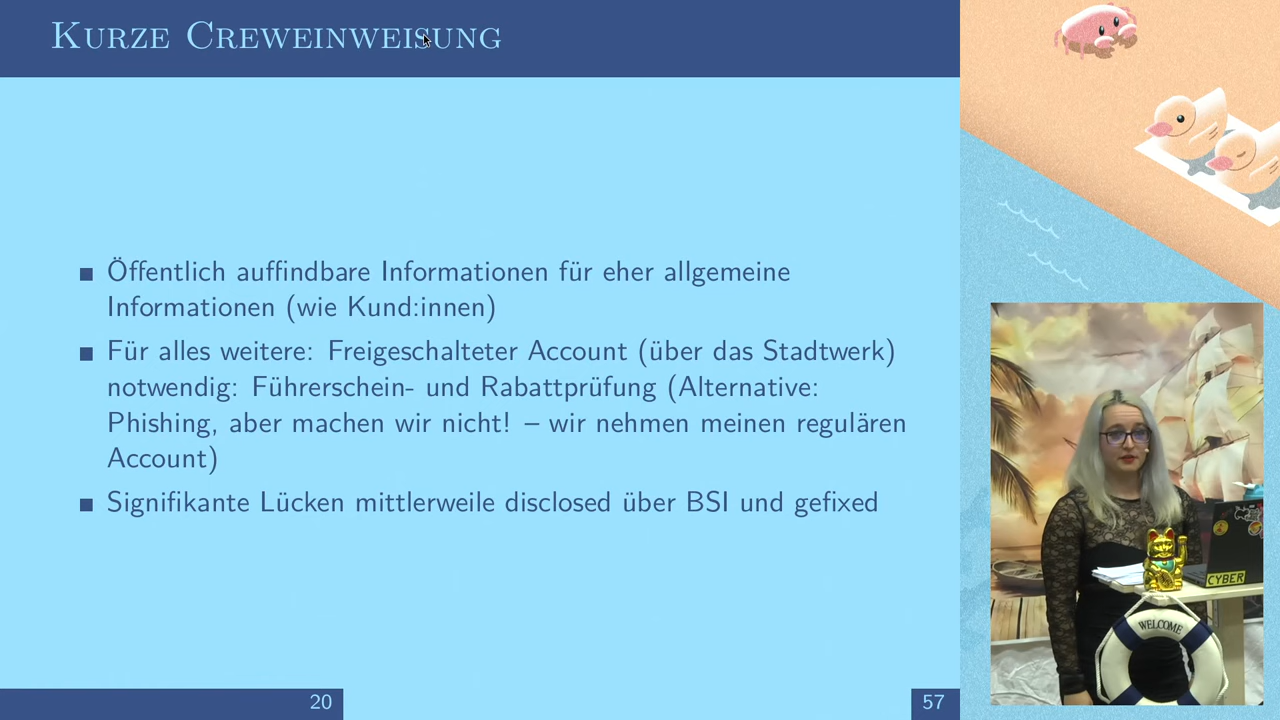 Kurze Creweinweisung
■ Öffentlich auffindbare Informationen für eher allgemeine
Informationen (wie Kund:innen)
■ Für alles weitere: Freigeschalteter Account (über das Stadtwerk)
notwendig: Führerschein- und Rabattprüfung (Alternative:
Phishing, aber machen wir nicht! – wir nehmen meinen regulären
Account)
■ Signifikante Lücken mittlerweile disclosed über BSI und gefixed
20
57
CYBER
WELCOME